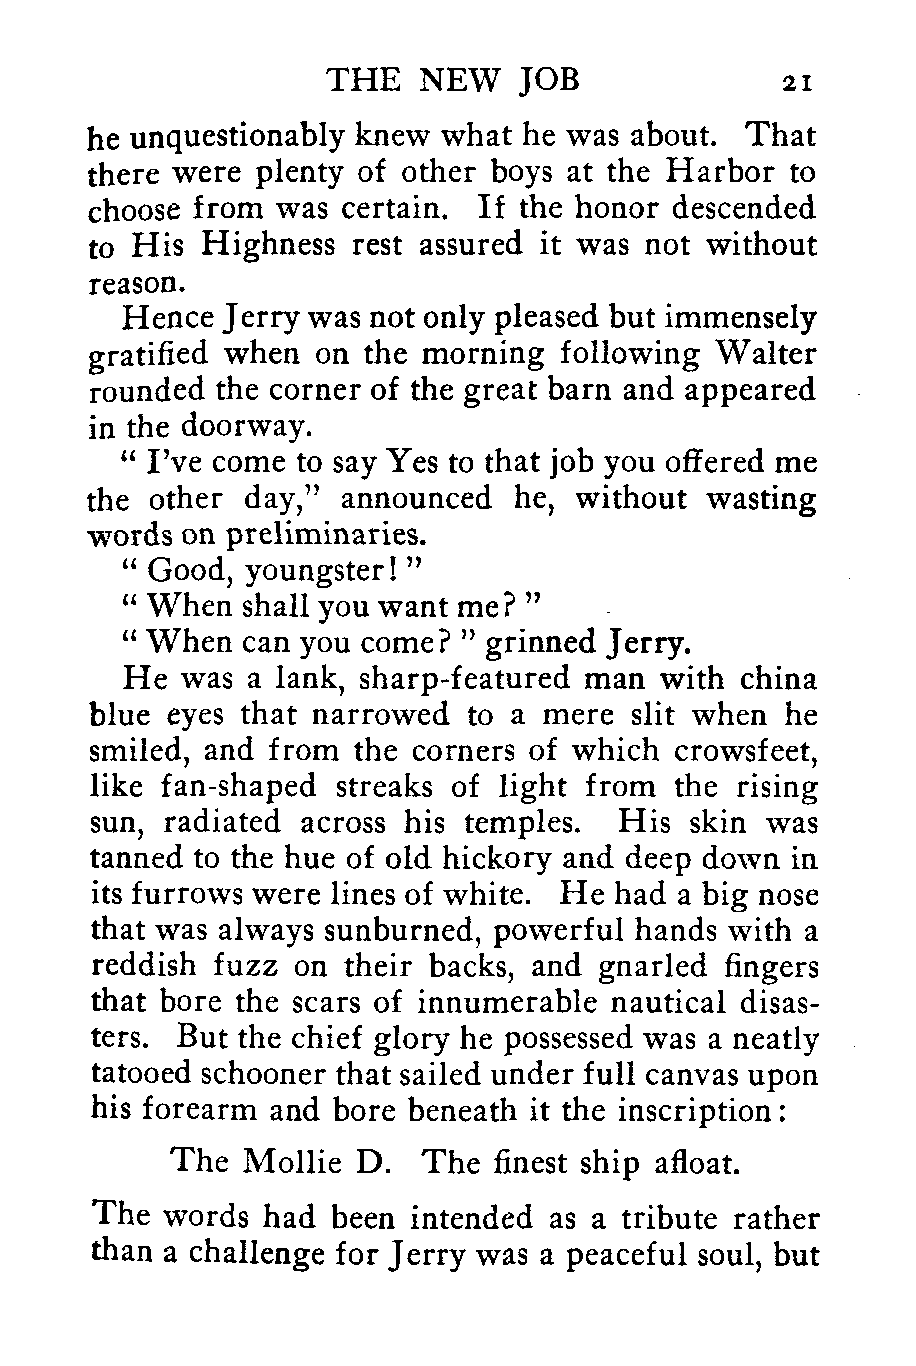 THE NEW JOB 21
he unquestionably knew what he was about. That
there were plenty of other boys at the Harbor to
choose from was certain. If the honor descended
to His Highness rest assured it was not without
reason.
Hence Jerry was not only pleased but immensely
gratified when on the morning following Walter
rounded the corner of the great barn and appeared
in the doorway.
“ I’ve come to say Yes to that job you offered me
the other day,” announced he, without wasting
words on preliminaries.
“ Good, youngster! ”
“ When shall you want me? ”
“ When can you come? ” grinned Jerry.
He was a lank, sharp-featured man with china
blue eyes that narrowed to a mere slit when he
smiled, and from the corners of which crowsfeet,
like fan-shaped streaks of light from the rising
sun, radiated across his temples. His skin was
tanned to the hue of old hickory and deep down in
its furrows were lines of white. He had a big nose
that was always sunburned, powerful hands with a
reddish fuzz on their backs, and gnarled fingers
that bore the scars of innumerable nautical disas-
ters. But the chief glory he possessed was a neatly
tatooed schooner that sailed under full canvas upon
his forearm and bore beneath it the inscription:
The Mollie D. The finest ship afloat.
The words had been intended as a tribute rather
than a challenge for Jerry was a peaceful soul, but